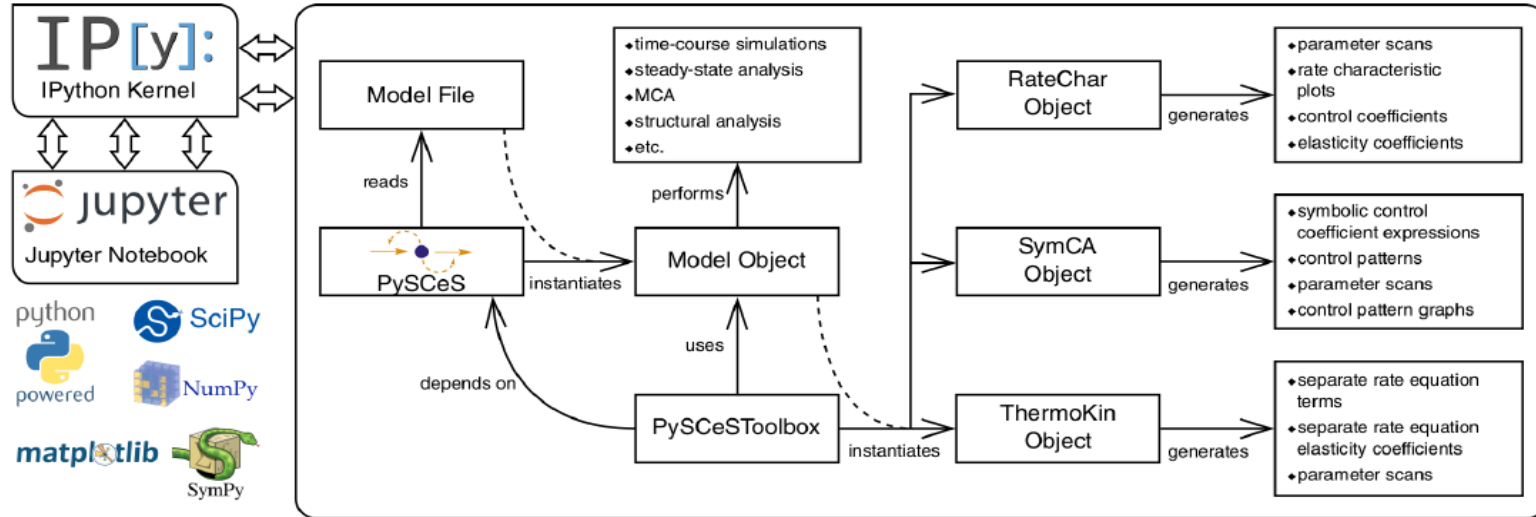 IP[y]:
IPython Kernel
jupyter
Jupyter Notebook
python
powered
SciPy
NumPy
matplotlib
SymPy
Model File
reads
PySCeS
instantiates
depends on
◆time-course simulations
◆steady-state analysis
◆MCA
◆structural analysis
◆etc.
performs
Model Object
uses
PySCeSToolbox
instantiates
RateChar
Object
generates
◆parameter scans
◆rate characteristic
plots
◆control coefficients
◆elasticity coefficients
SymCA
Object
generates
◆symbolic control
coefficient expressions
◆control patterns
◆parameter scans
◆control pattern graphs
ThermoKin
Object
generates
◆separate rate equation
terms
◆separate rate equation
elasticity coefficients
◆parameter scans